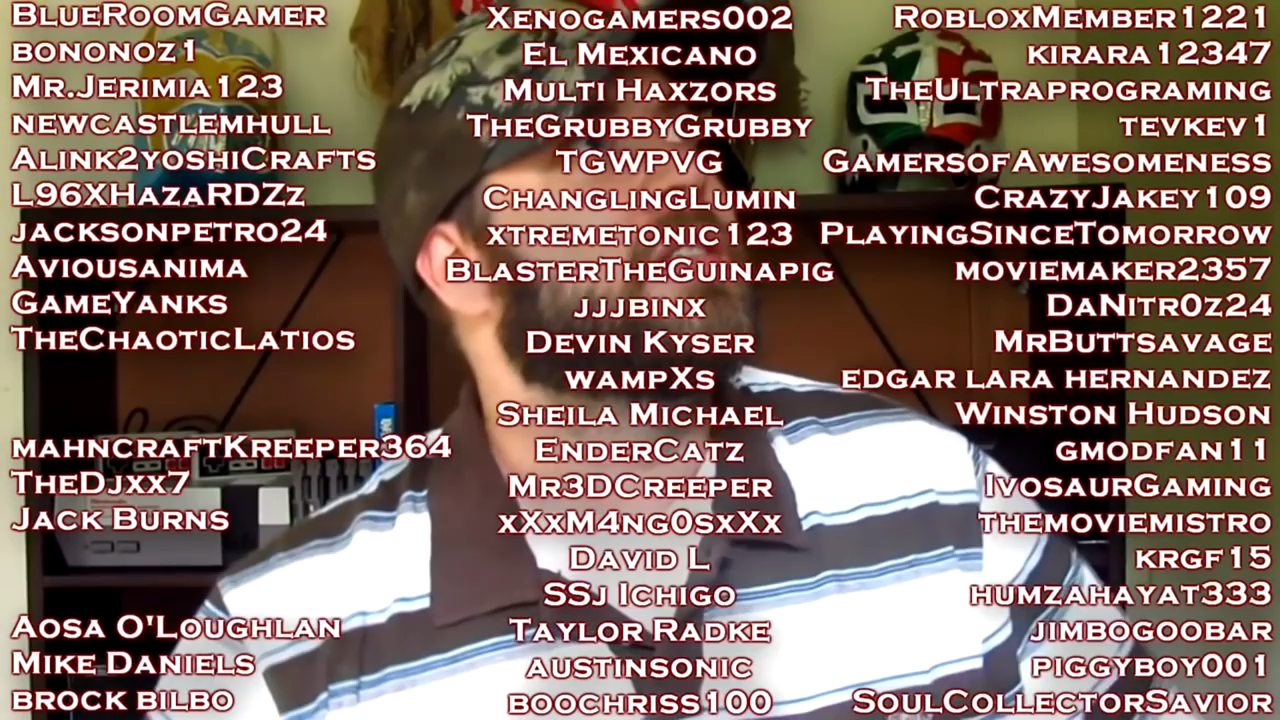 BlueRoomGamer
bononoz1
Mr.Jerimia123
newcastlemhull
Alink2yoshiCrafts
L96XHazaRDZz
jacksonpetro24
Aviousanima
GameYanks
TheChaoticLatios
mahncraftKreeper364
TheDjxx7
Jack Burns
Aosa O'Loughlan
Mike Daniels
brock bilbo
Xenogamers002
El Mexicano
Multi Haxzors
TheGrubbyGrubby
TGWPVG
ChanglingLumin
xtremetonic123
BlasterTheGuinapig
jjjbinx
Devin Kyser
wampXs
Sheila Michael
EnderCatz
Mr3DCreeper
xXxM4ng0sxXx
David L
SSj Ichigo
Taylor Radke
austinsonic
boochriss100
RobloxMember1221
kirara12347
TheUltraprograming
tevkev1
GamersofAwesomeness
CrazyJakey109
PlayingSinceTomorrow
moviemaker2357
DaNitr0z24
MrButtsavage
edgar lara hernandez
Winston Hudson
gmodfan11
IvosaurGaming
themoviemistro
krgf15
humzahayat333
jimbogoobar
piggyboy001
SoulCollectorSavior